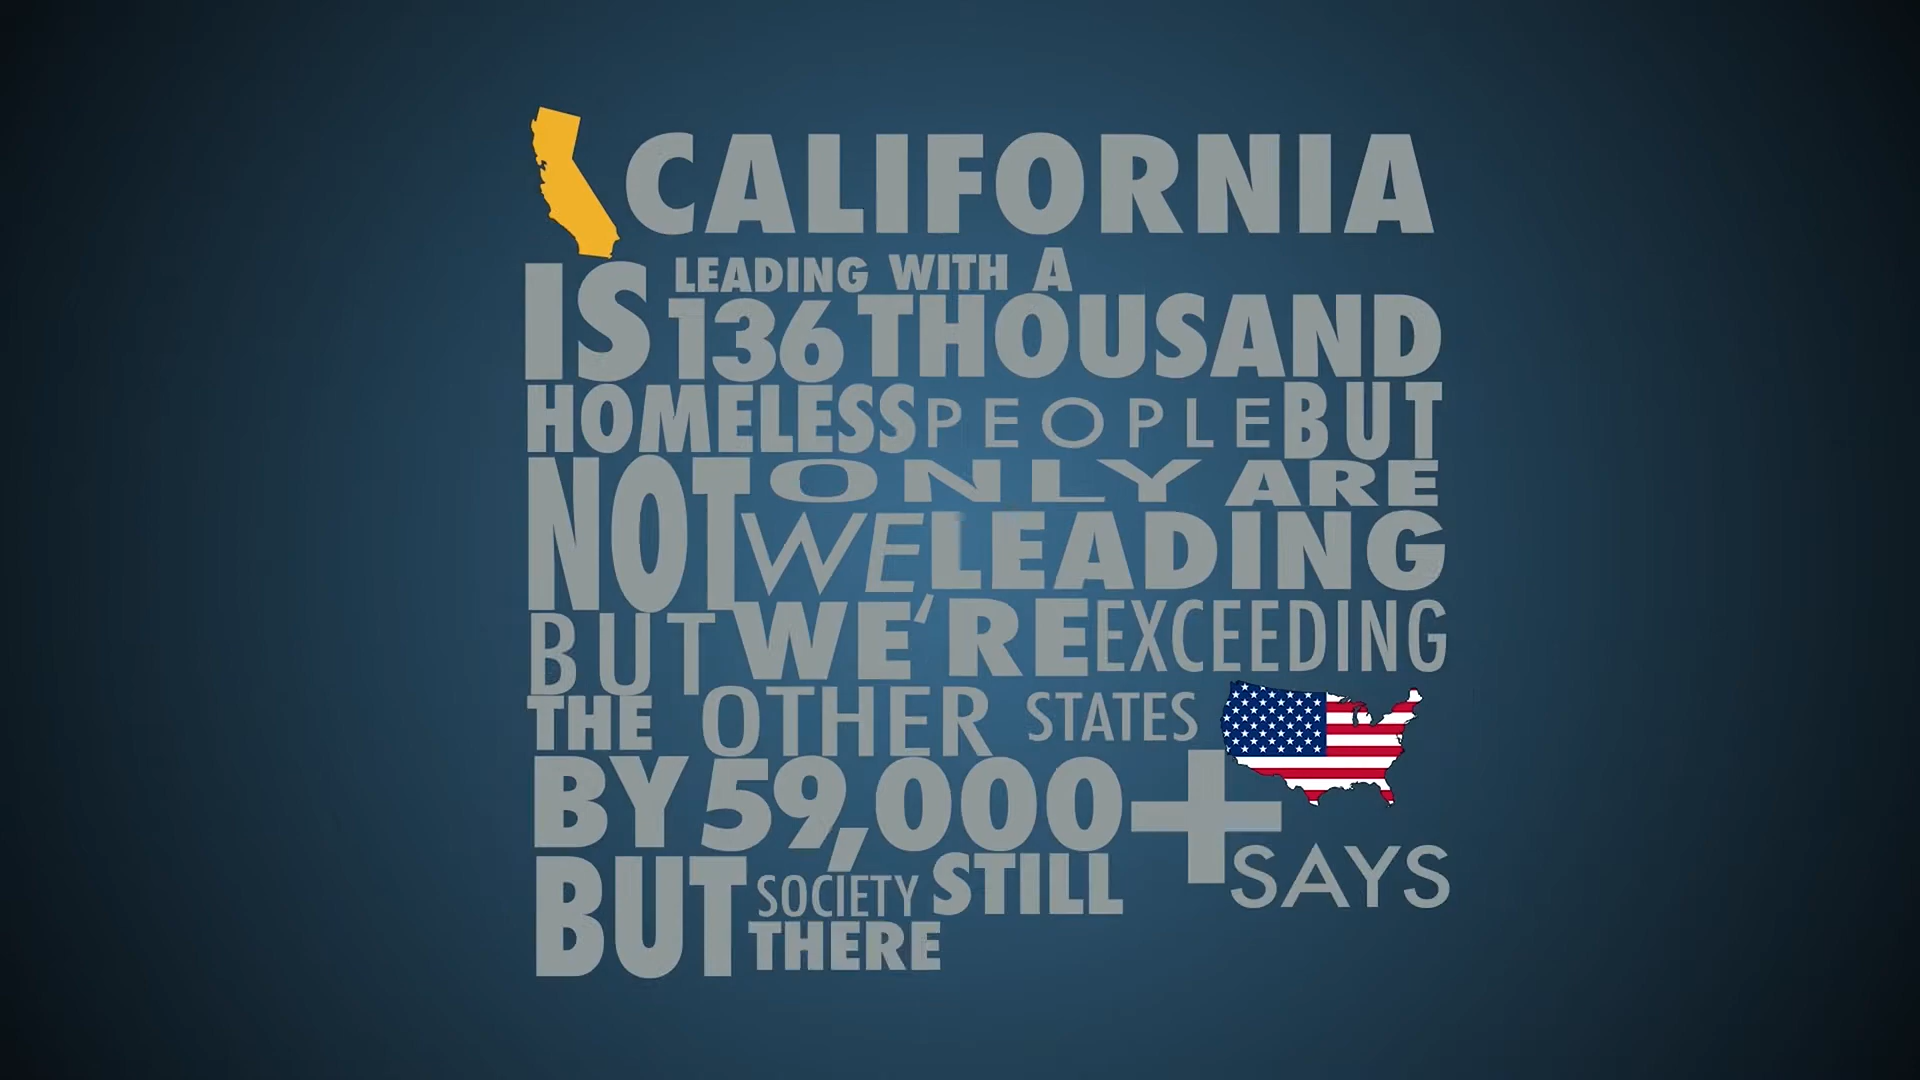 CALIFORNIA
IS LEADING WITH A
136 THOUSAND
HOMELESS PEOPLE BUT
NOT ONLY ARE
WE LEADING
BUT WE'RE EXCEEDING
THE OTHER STATES
BY 59,000+
BUT SOCIETY STILL SAYS
THERE